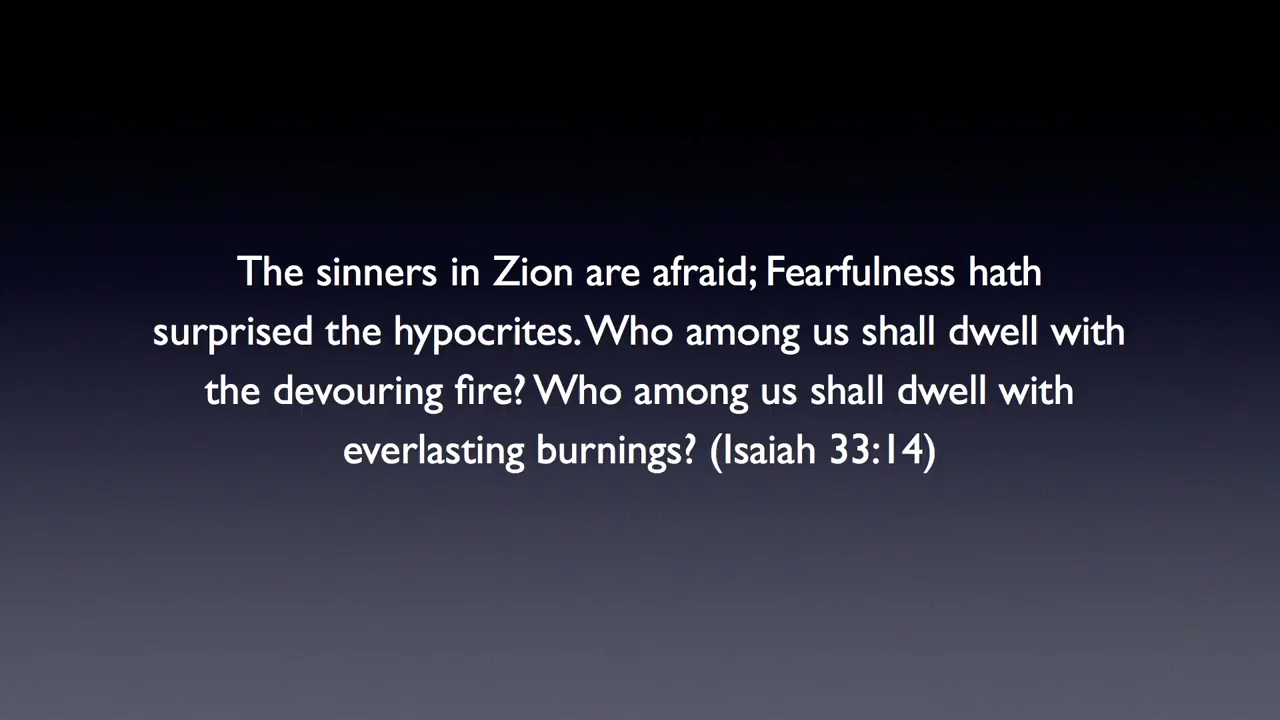 The sinners in Zion are afraid; Fearfulness hath
surprised the hypocrites. Who among us shall dwell with
the devouring fire? Who among us shall dwell with
everlasting burnings? (Isaiah 33:14)